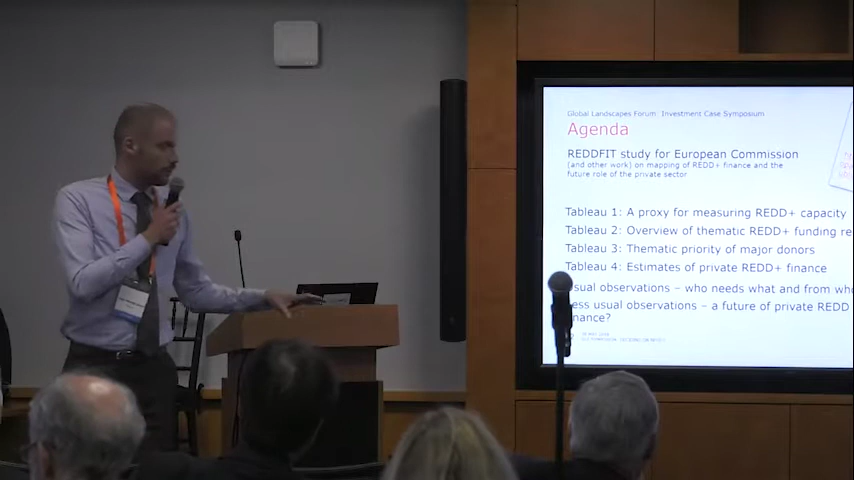 Global Landscapes Forum Investment Case Symposium
Agenda
REDDFIT study for European Commission
(and other work) on mapping of REDD+ finance and the
future role of the private sector
Tableau 1: A proxy for measuring REDD+ capacity
Tableau 2: Overview of thematic REDD+ funding re
Tableau 3: Thematic priority of major donors
Tableau 4: Estimates of private REDD+ finance
sual observations – who needs what and from who
ess usual observations – a future of private REDD
nance?